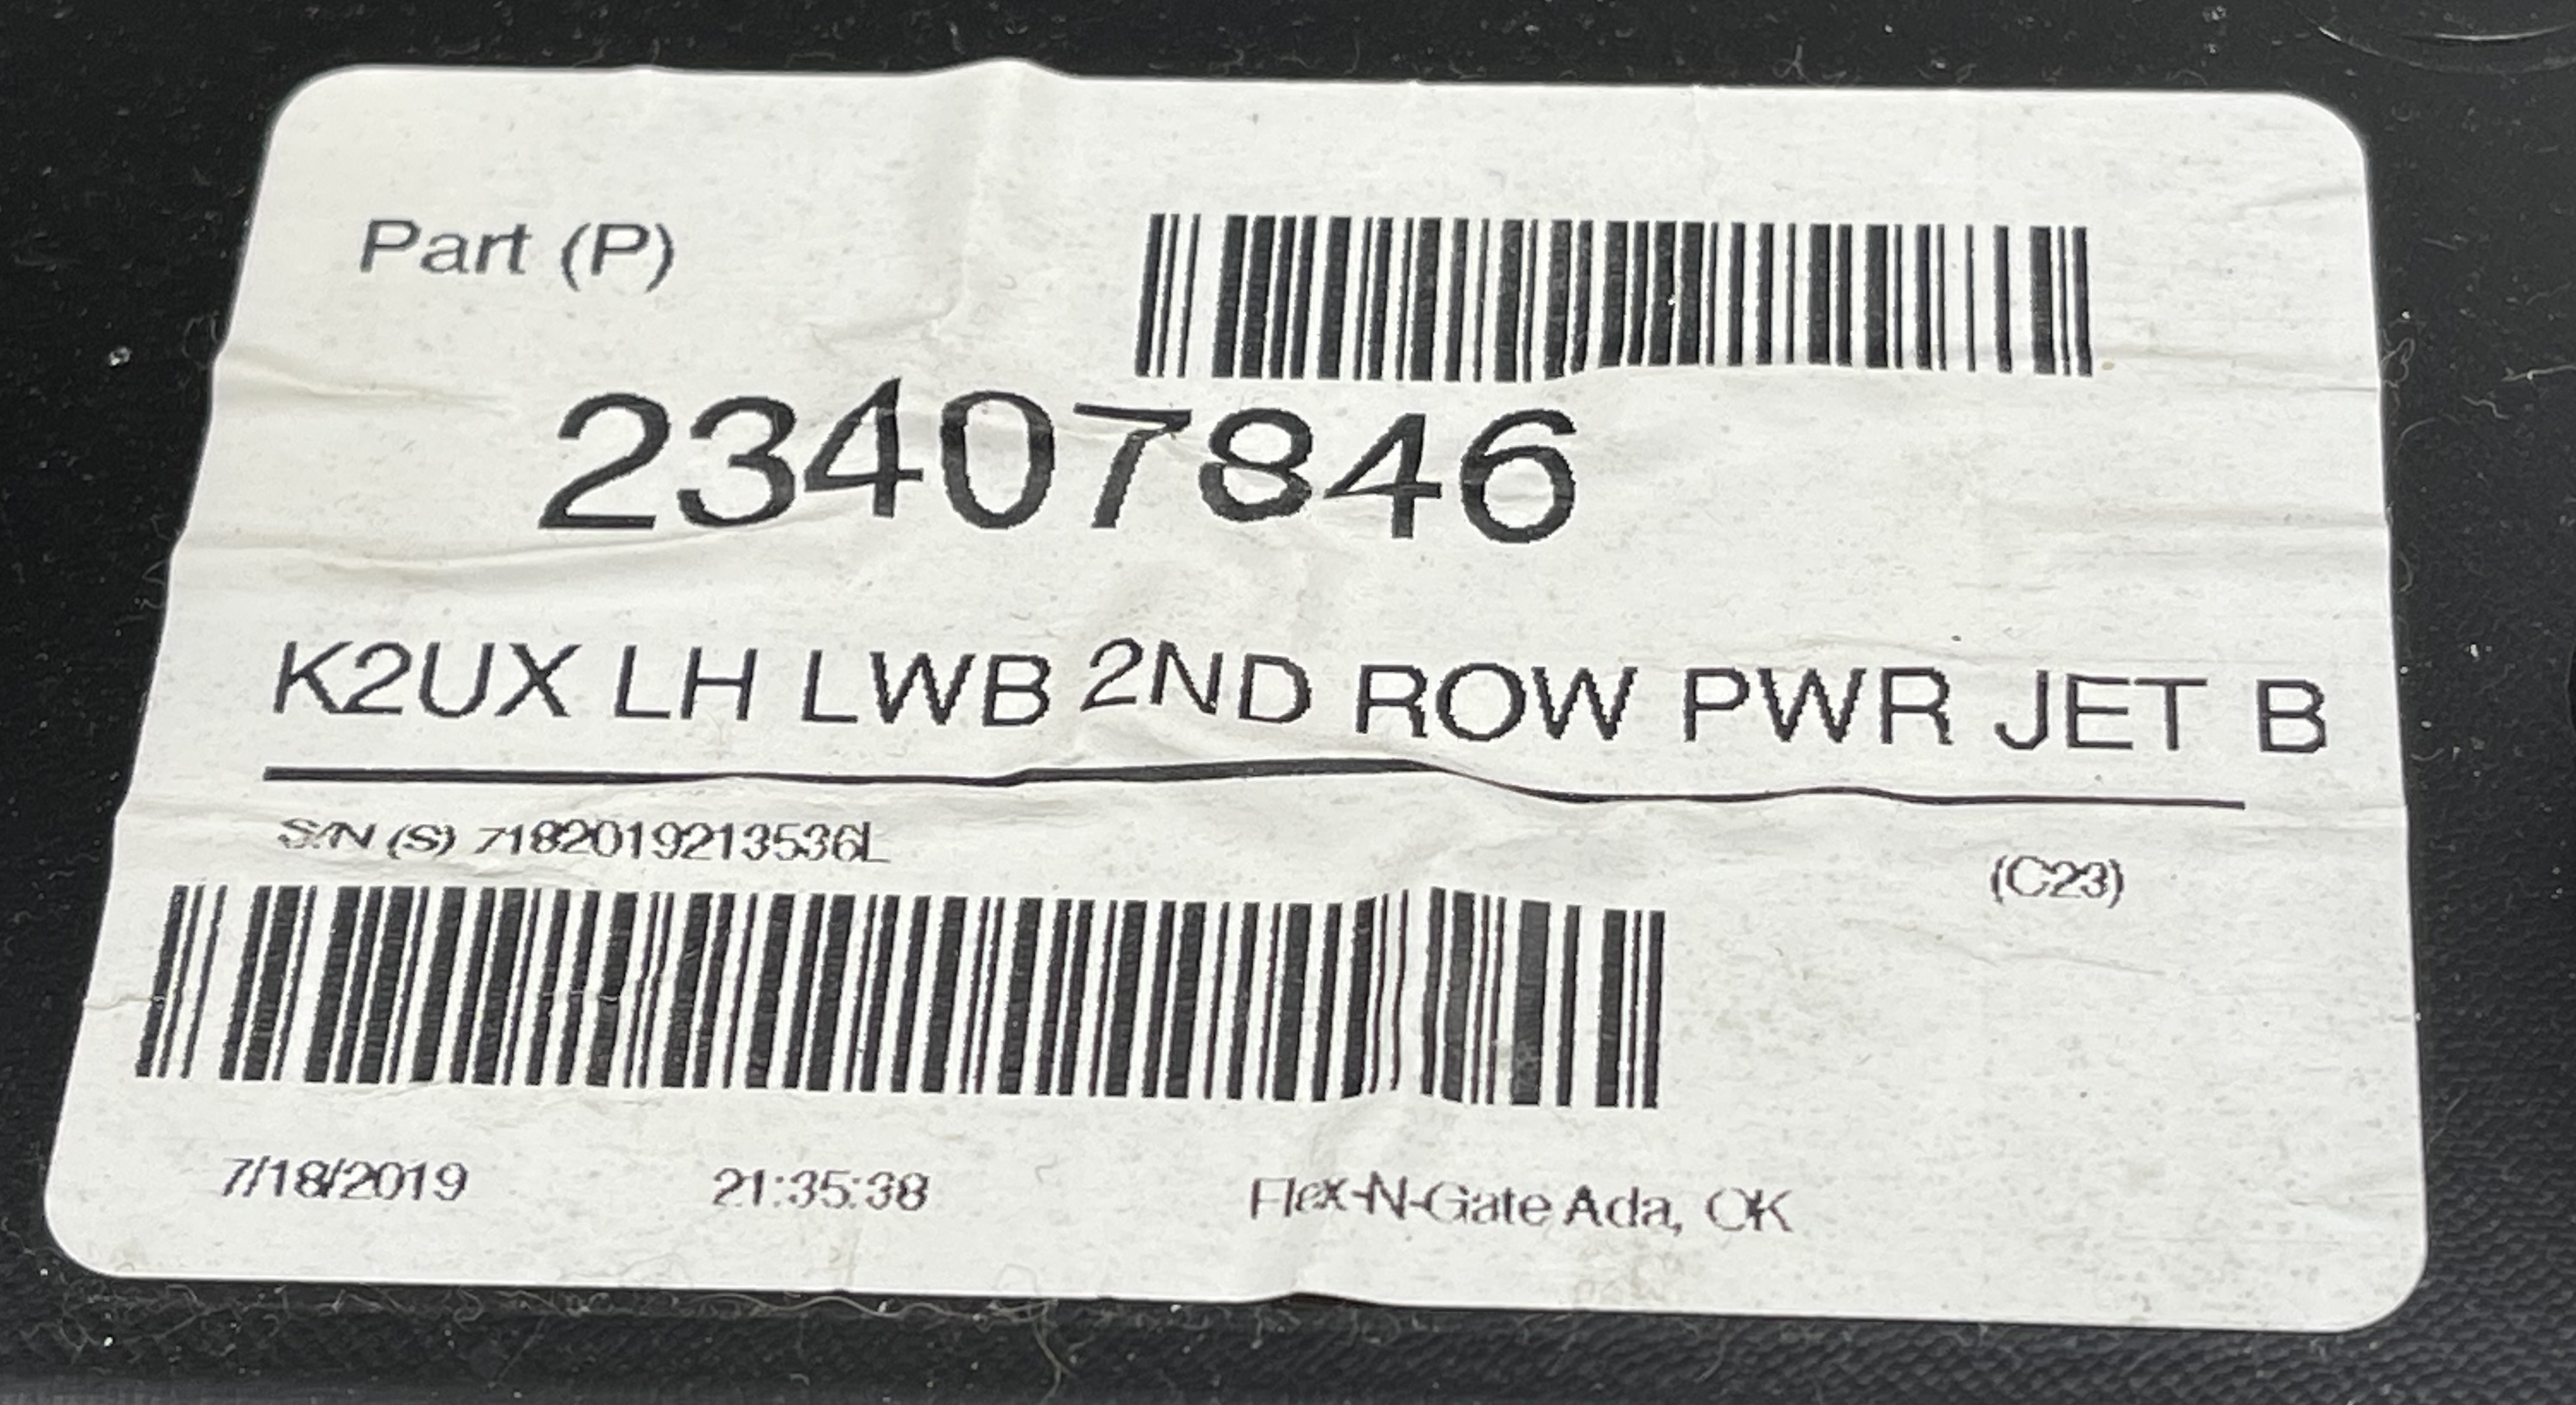 Part (P)
23407846
K2UX LH LWB 2ND ROW PWR JET B
S/N (S) 7182019213536L
(C23)
7/18/2019 21:35:38 Flex-N-Gate Ada, OK